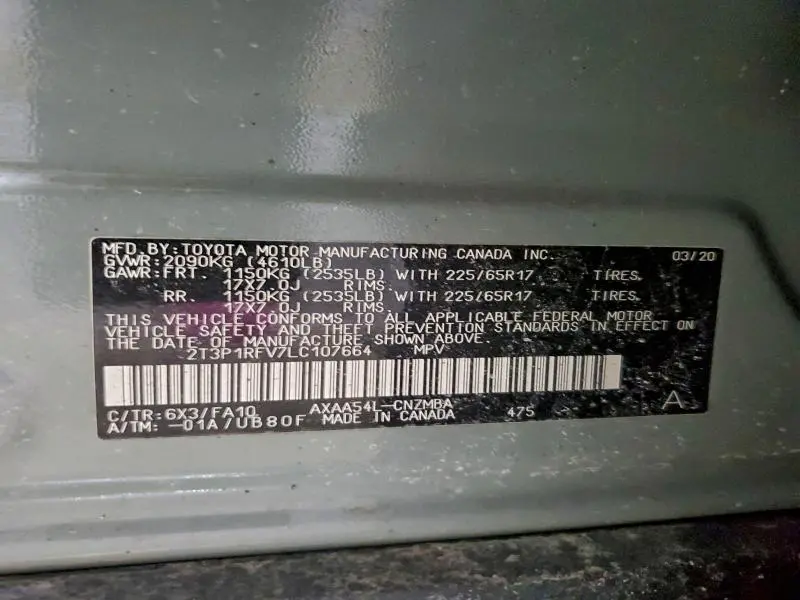 MFD. BY: TOYOTA MOTOR MANUFACTURING CANADA INC. 03/20
GVWR: 2090KG (4610LB)
GAWR: FRT. 1150KG (2535LB) WITH 225/65R17 TIRES,
17X7.0J RIMS
RR. 1150KG (2535LB) WITH 225/65R17 TIRES,
17X7.0J RIMS
THIS VEHICLE CONFORMS TO ALL APPLICABLE FEDERAL MOTOR
VEHICLE SAFETY AND THEFT PREVENTION STANDARDS IN EFFECT ON
THE DATE OF MANUFACTURE SHOWN ABOVE.
2T3P1RFV7LC107664 MPV
C/TR: 6X3/FA10 AXAA54L-CNZMBA 475 A
A/TM: -01A/UB80F MADE IN CANADA